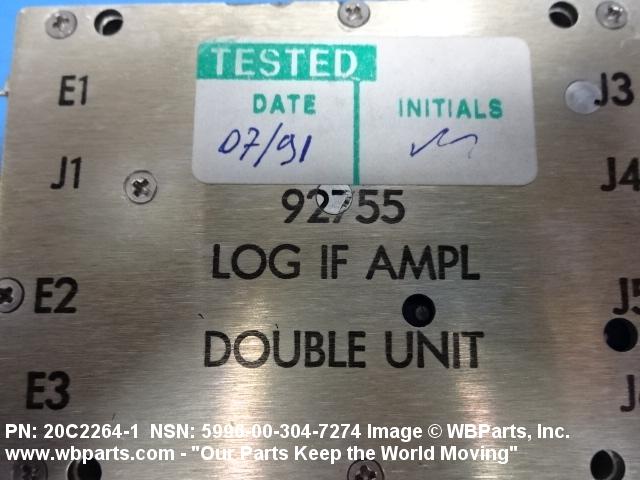 TESTED
DATE INITIALS
07/91
E1 J3
J1 J4
92755
LOG IF AMPL
E2
DOUBLE UNIT
E3
PN: 20C2264-1 NSN: 5996-00-304-7274 Image © WBParts, Inc.
www.wbparts.com - "Our Parts Keep the World Moving"